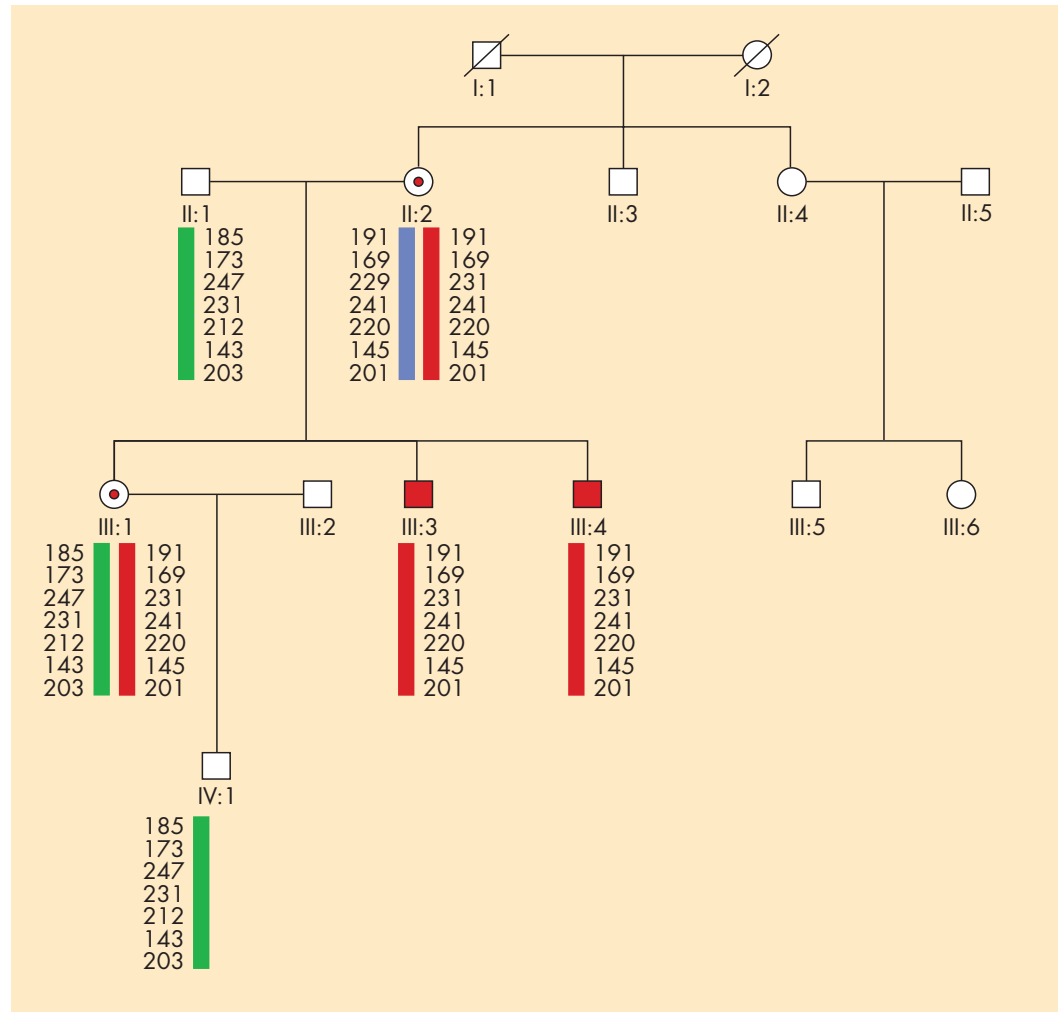 I:1 I:2
II:1 II:2 II:3 II:4 II:5
185 191 191
173 169 169
247 229 231
231 241 241
212 220 220
143 145 145
203 201 201
III:1 III:2 III:3 III:4 III:5 III:6
185 191 191 191
173 169 169 169
247 231 231 231
231 241 241 241
212 220 220 220
143 145 145 145
203 201 201 201
IV:1
185
173
247
231
212
143
203